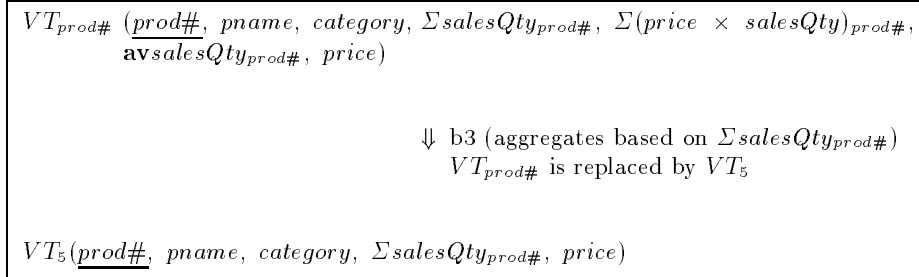 VT_prod# (prod#, pname, category, ΣsalesQty_prod#, Σ(price × salesQty)_prod#,
avsalesQty_prod#, price)
⇓ b3 (aggregates based on ΣsalesQty_prod#)
VT_prod# is replaced by VT_5
VT_5(prod#, pname, category, ΣsalesQty_prod#, price)